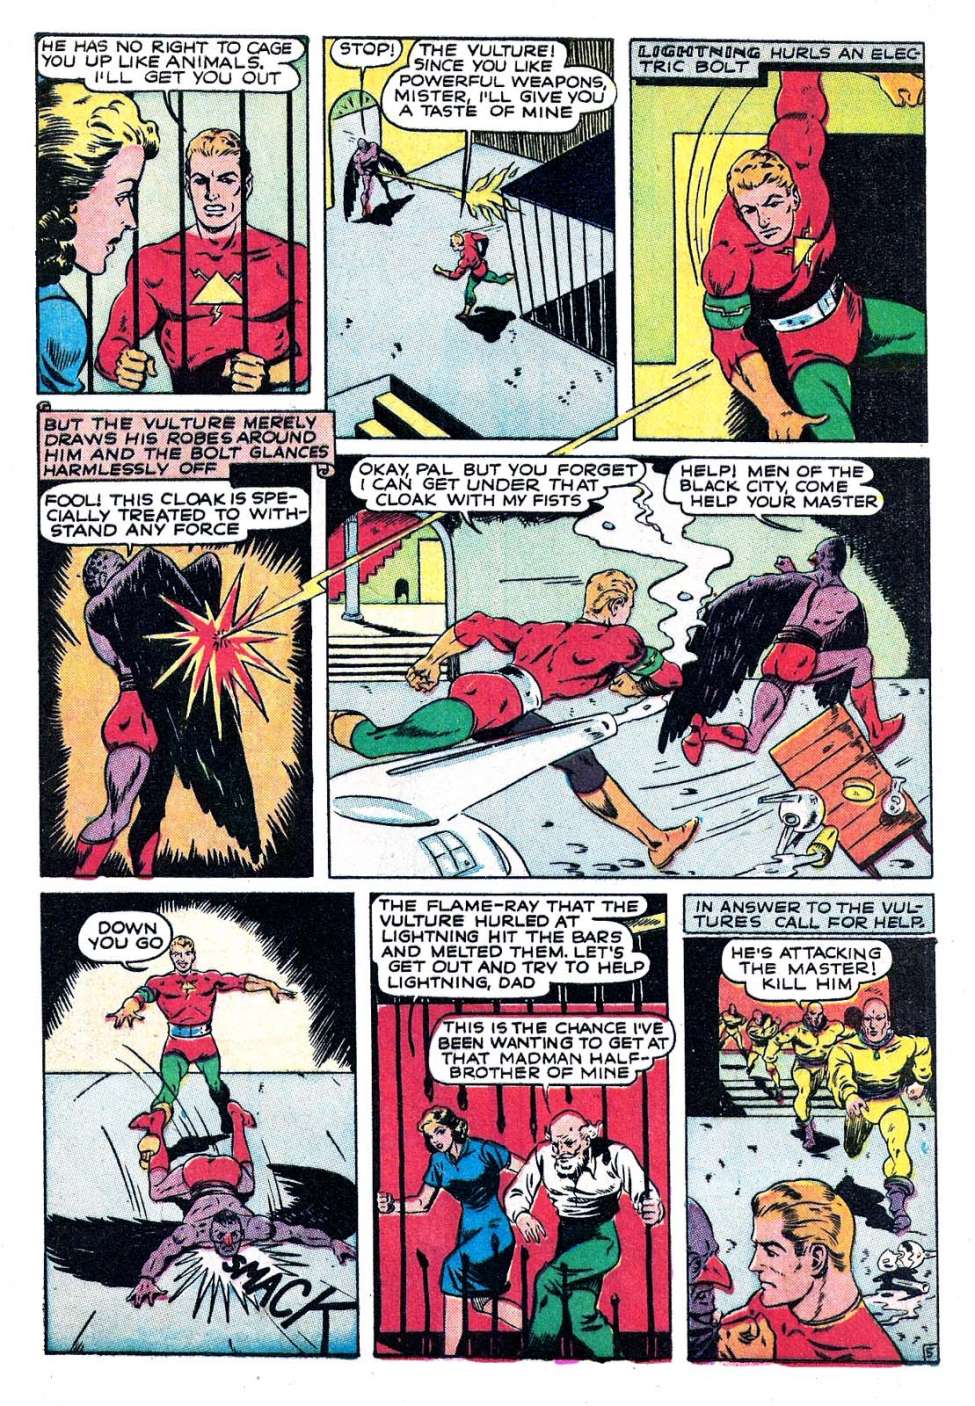 HE HAS NO RIGHT TO CAGE
YOU UP LIKE ANIMALS.
I'LL GET YOU OUT
STOP!
THE VULTURE!
SINCE YOU LIKE
POWERFUL WEAPONS,
MISTER, I'LL GIVE YOU
A TASTE OF MINE
LIGHTNING HURLS AN ELEC-
TRIC BOLT
BUT THE VULTURE MERELY
DRAWS HIS ROBES AROUND
HIM AND THE BOLT GLANCES
HARMLESSLY OFF
FOOL! THIS CLOAK IS SPE-
CIALLY TREATED TO WITH-
STAND ANY FORCE
OKAY, PAL BUT YOU FORGET
I CAN GET UNDER THAT
CLOAK WITH MY FISTS
HELP! MEN OF THE
BLACK CITY, COME
HELP YOUR MASTER
DOWN
YOU GO
SMACK
THE FLAME-RAY THAT THE
VULTURE HURLED AT
LIGHTNING HIT THE BARS
AND MELTED THEM. LET'S
GET OUT AND TRY TO HELP
LIGHTNING, DAD
THIS IS THE CHANCE I'VE
BEEN WANTING TO GET AT
THAT MADMAN HALF-
BROTHER OF MINE
IN ANSWER TO THE VUL-
TURES CALL FOR HELP.
HE'S ATTACKING
THE MASTER!
KILL HIM
5